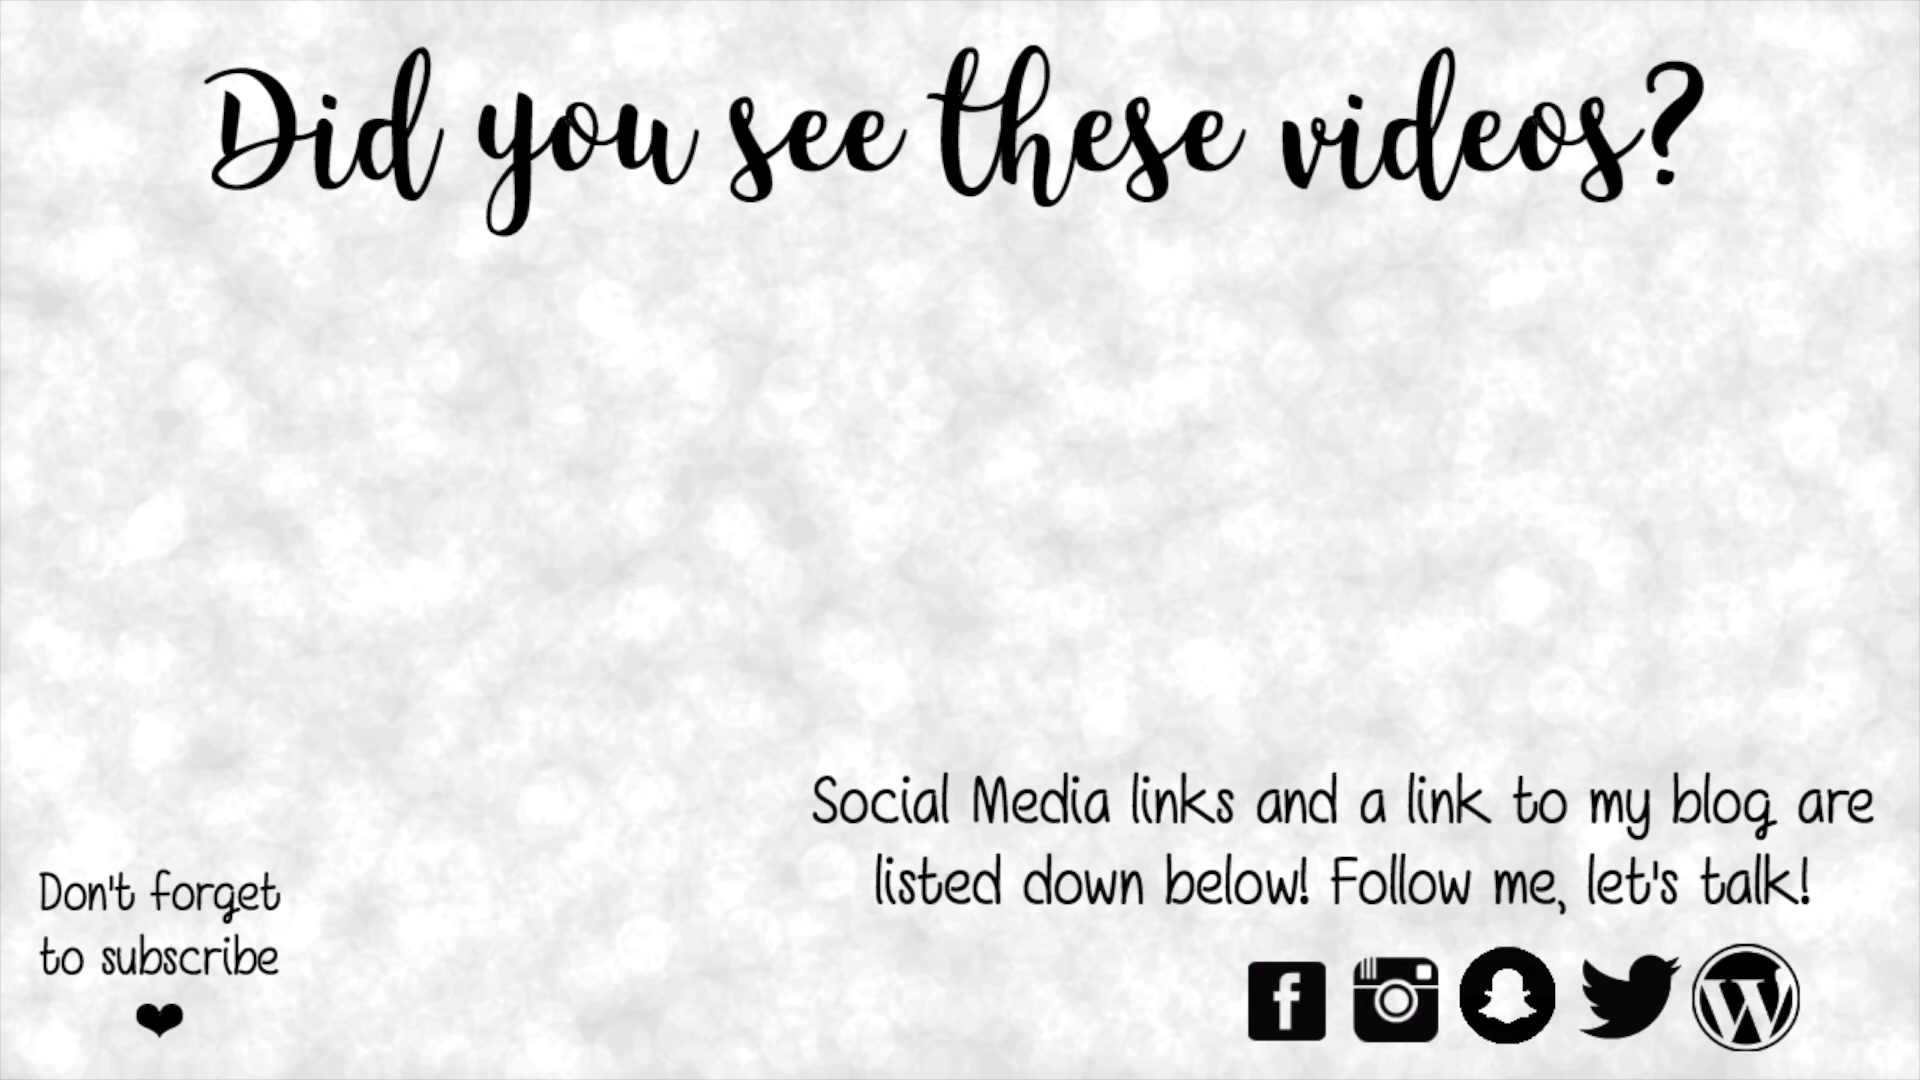 Did you see these videos?
Social Media links and a link to my blog are
listed down below! Follow me, let's talk!
Don't forget
to subscribe